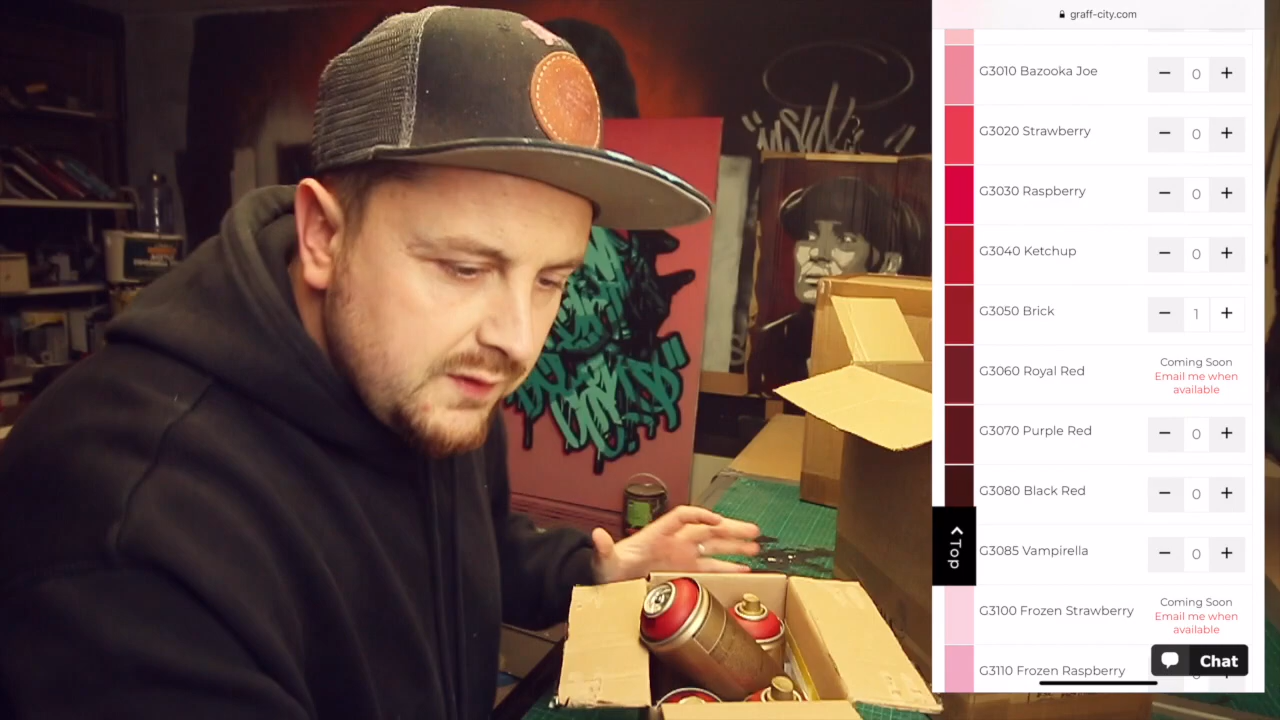 graff-city.com
G3010 Bazooka Joe
− 0 +
G3020 Strawberry
− 0 +
G3030 Raspberry
− 0 +
G3040 Ketchup
− 0 +
G3050 Brick
− 1 +
G3060 Royal Red
Coming Soon
Email me when
available
G3070 Purple Red
− 0 +
G3080 Black Red
− 0 +
G3085 Vampirella
− 0 +
G3100 Frozen Strawberry
Coming Soon
Email me when
available
G3110 Frozen Raspberry
< Top
Chat